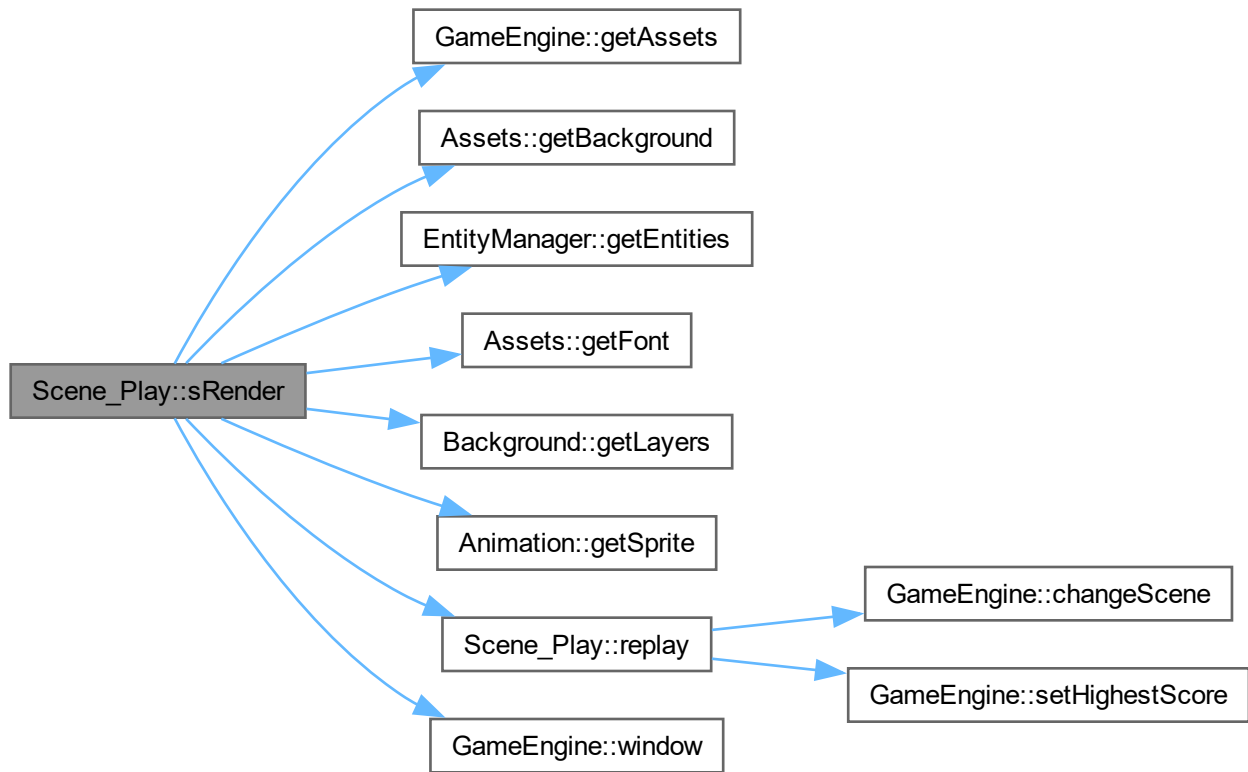 GameEngine::getAssets
Assets::getBackground
EntityManager::getEntities
Assets::getFont
Scene_Play::sRender
Background::getLayers
Animation::getSprite
GameEngine::changeScene
Scene_Play::replay
GameEngine::setHighestScore
GameEngine::window